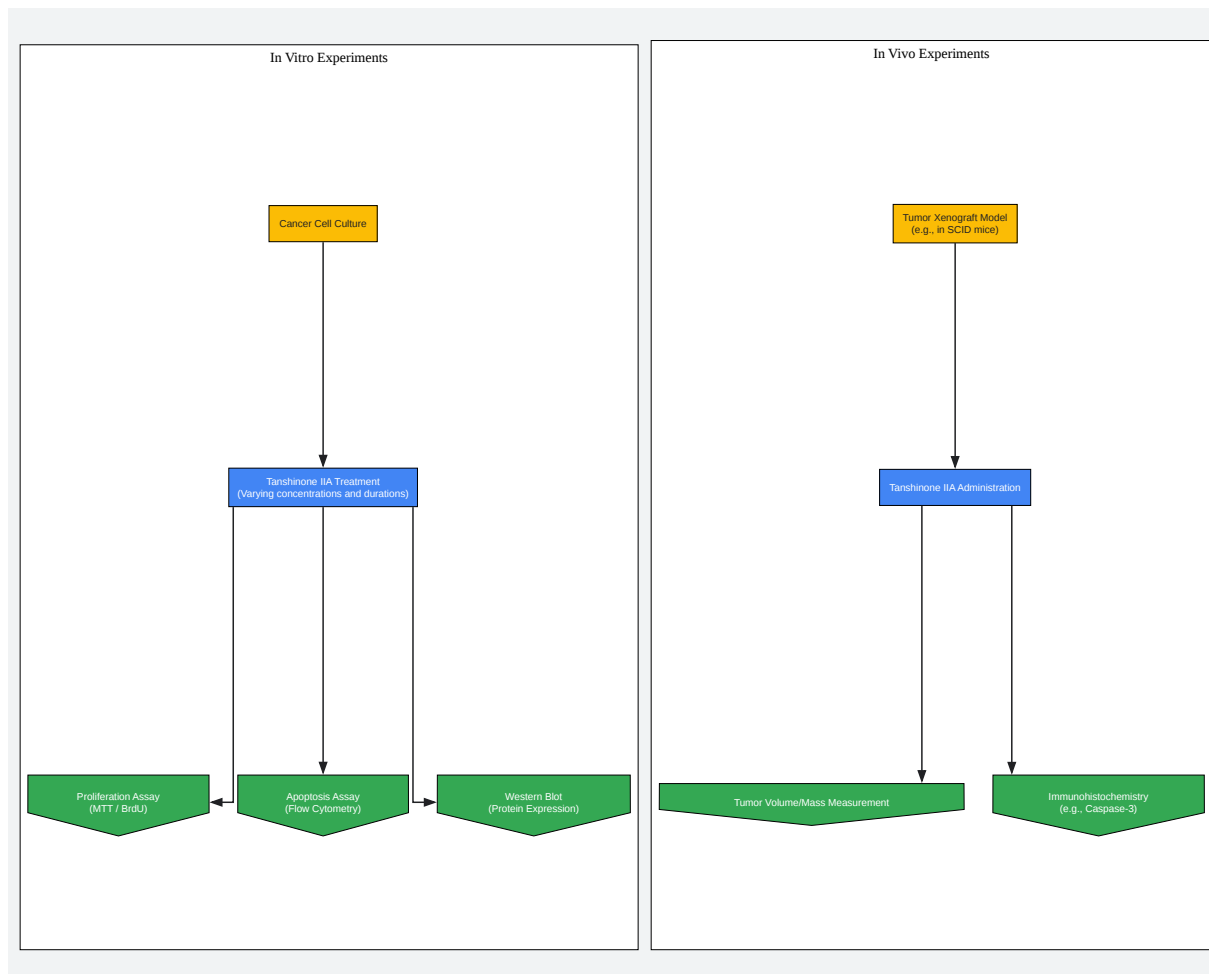 In Vitro Experiments
Cancer Cell Culture
Tanshinone IIA Treatment
(Varying concentrations and durations)
Proliferation Assay
(MTT / BrdU)
Apoptosis Assay
(Flow Cytometry)
Western Blot
(Protein Expression)
In Vivo Experiments
Tumor Xenograft Model
(e.g., in SCID mice)
Tanshinone IIA Administration
Tumor Volume/Mass Measurement
Immunohistochemistry
(e.g., Caspase-3)